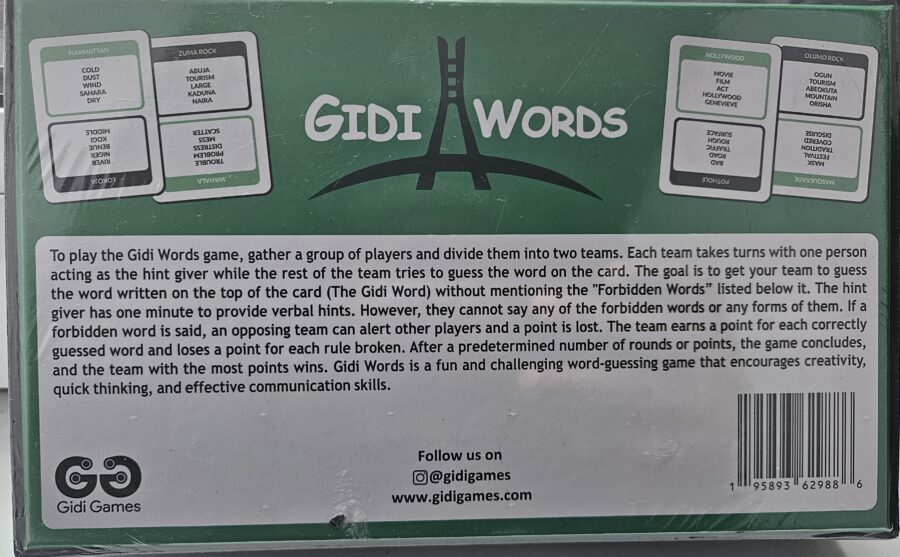 HARMATTAN
COLD
DUST
WIND
SAHARA
DRY
LOKOJA
RIVER
NIGER
BENUE
KOGI
MIDDLE
ZUMA ROCK
ABUJA
TOURISM
LARGE
KADUNA
NAIRA
WAHALA
TROUBLE
PROBLEM
DISTRESS
MESS
SCATTER
GIDI WORDS
NOLLYWOOD
MOVIE
FILM
ACT
HOLLYWOOD
GENEVIEVE
POTHOLE
BAD
ROAD
TRAFFIC
ROUGH
SURFACE
OLUMO ROCK
OGUN
TOURISM
ABEOKUTA
MOUNTAIN
ORISHA
MASQUERADE
MASK
FESTIVAL
TRADITION
COVERED
DISGUISE
To play the Gidi Words game, gather a group of players and divide them into two teams. Each team takes turns with one person
acting as the hint giver while the rest of the team tries to guess the word on the card. The goal is to get your team to guess
the word written on the top of the card (The Gidi Word) without mentioning the "Forbidden Words” listed below it. The hint
giver has one minute to provide verbal hints. However, they cannot say any of the forbidden words or any forms of them. If a
forbidden word is said, an opposing team can alert other players and a point is lost. The team earns a point for each correctly
guessed word and loses a point for each rule broken. After a predetermined number of rounds or points, the game concludes,
and the team with the most points wins. Gidi Words is a fun and challenging word-guessing game that encourages creativity,
quick thinking, and effective communication skills.
Gidi Games
Follow us on
@gidigames
www.gidigames.com
1 95893 62988 6